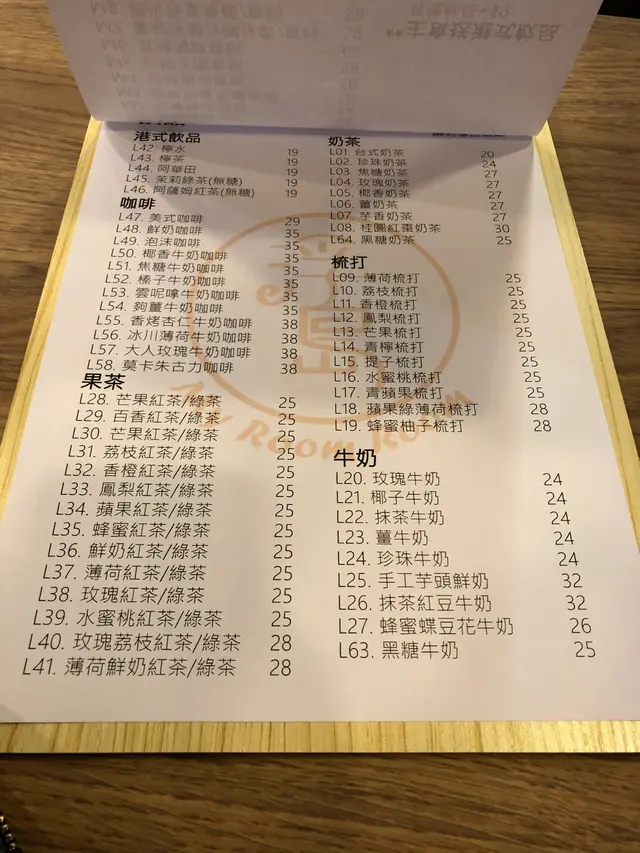 港式飲品
L42. 檸水 19
L43. 檸茶 19
L44. 阿華田 19
L45. 茉莉綠茶(無糖) 19
L46. 阿薩姆紅茶(無糖) 19
咖啡
L47. 美式咖啡 29
L48. 鮮奶咖啡 35
L49. 泡沫咖啡 35
L50. 椰香牛奶咖啡 35
L51. 焦糖牛奶咖啡 35
L52. 榛子牛奶咖啡 35
L53. 雲呢拿牛奶咖啡 35
L54. 夠薑牛奶咖啡 35
L55. 香烤杏仁牛奶咖啡 38
L56. 冰川薄荷牛奶咖啡 38
L57. 大人玫瑰牛奶咖啡 38
L58. 莫卡朱古力咖啡 38
果茶
L28. 芒果紅茶/綠茶 25
L29. 百香紅茶/綠茶 25
L30. 芒果紅茶/綠茶 25
L31. 荔枝紅茶/綠茶 25
L32. 香橙紅茶/綠茶 25
L33. 鳳梨紅茶/綠茶 25
L34. 蘋果紅茶/綠茶 25
L35. 蜂蜜紅茶/綠茶 25
L36. 鮮奶紅茶/綠茶 25
L37. 薄荷紅茶/綠茶 25
L38. 玫瑰紅茶/綠茶 25
L39. 水蜜桃紅茶/綠茶 25
L40. 玫瑰荔枝紅茶/綠茶 28
L41. 薄荷鮮奶紅茶/綠茶 28
奶茶
L01. 台式奶茶 20
L02. 珍珠奶茶 24
L03. 焦糖奶茶 27
L04. 玫瑰奶茶 27
L05. 椰香奶茶 27
L06. 薑奶茶 27
L07. 芋香奶茶 27
L08. 桂圓紅棗奶茶 30
L64. 黑糖奶茶 25
梳打
L09. 薄荷梳打 25
L10. 荔枝梳打 25
L11. 香橙梳打 25
L12. 鳳梨梳打 25
L13. 芒果梳打 25
L14. 青檸梳打 25
L15. 提子梳打 25
L16. 水蜜桃梳打 25
L17. 青蘋果梳打 25
L18. 蘋果綠薄荷梳打 28
L19. 蜂蜜柚子梳打 28
牛奶
L20. 玫瑰牛奶 24
L21. 椰子牛奶 24
L22. 抹茶牛奶 24
L23. 薑牛奶 24
L24. 珍珠牛奶 24
L25. 手工芋頭鮮奶 32
L26. 抹茶紅豆牛奶 32
L27. 蜂蜜蝶豆花牛奶 26
L63. 黑糖牛奶 25